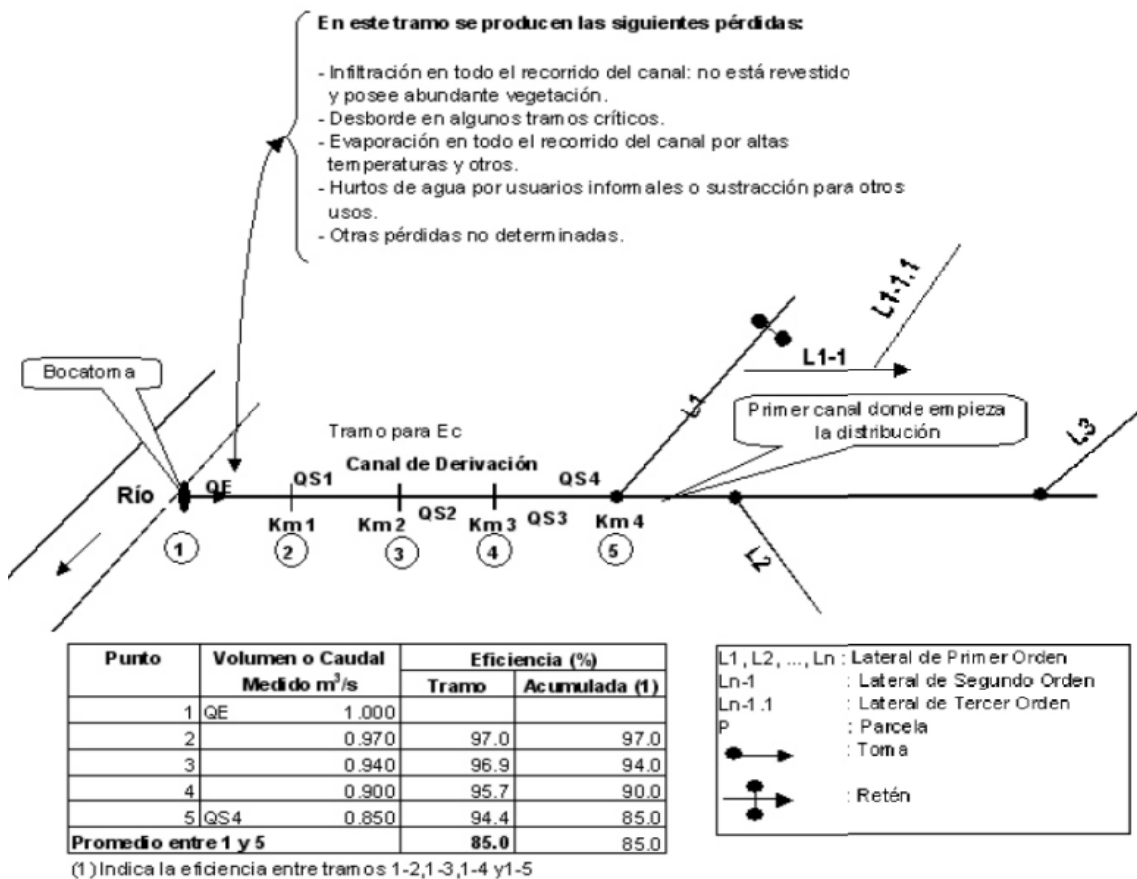 En este tramo se producen las siguientes pérdidas:
- Infiltración en todo el recorrido del canal: no está revestido
y posee abundante vegetación.
- Desborde en algunos tramos críticos.
- Evaporación en todo el recorrido del canal por altas
temperaturas y otros.
- Hurtos de agua por usuarios informales o sustracción para otros
usos.
- Otras pérdidas no determinadas.
Bocatoma
L1-1.1
L1-1
L1
Primer canal donde empieza
la distribución
L3
Tramo para Ec
Canal de Derivación
Río
QE
QS1
QS4
Km 1
Km 2
QS2
Km 3
QS3
Km 4
1
2
3
4
5
L2
Punto Volumen o Caudal Eficiencia (%)
Medido m³/s Tramo Acumulada (1)
1 QE 1.000
2 0.970 97.0 97.0
3 0.940 96.9 94.0
4 0.900 95.7 90.0
5 QS4 0.850 94.4 85.0
Promedio entre 1 y 5 85.0 85.0
(1) Indica la eficiencia entre tramos 1-2,1-3,1-4 y1-5
L1, L2, ..., Ln : Lateral de Primer Orden
Ln-1 : Lateral de Segundo Orden
Ln-1.1 : Lateral de Tercer Orden
P : Parcela
: Toma
: Retén